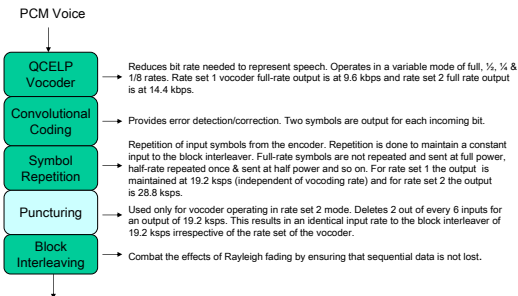 PCM Voice
QCELP
Vocoder
Reduces bit rate needed to represent speech. Operates in a variable mode of full, ½, ¼ &
1/8 rates. Rate set 1 vocoder full-rate output is at 9.6 kbps and rate set 2 full rate output
is at 14.4 kbps.
Convolutional
Coding
Provides error detection/correction. Two symbols are output for each incoming bit.
Symbol
Repetition
Repetition of input symbols from the encoder. Repetition is done to maintain a constant
input to the block interleaver. Full-rate symbols are not repeated and sent at full power,
half-rate repeated once & sent at half power and so on. For rate set 1 the output is
maintained at 19.2 ksps (independent of vocoding rate) and for rate set 2 the output is
28.8 ksps.
Puncturing
Used only for vocoder operating in rate set 2 mode. Deletes 2 out of every 6 inputs for
an output of 19.2 ksps. This results in an identical input rate to the block interleaver of
19.2 ksps irrespective of the rate set of the vocoder.
Block
Interleaving
Combat the effects of Rayleigh fading by ensuring that sequential data is not lost.